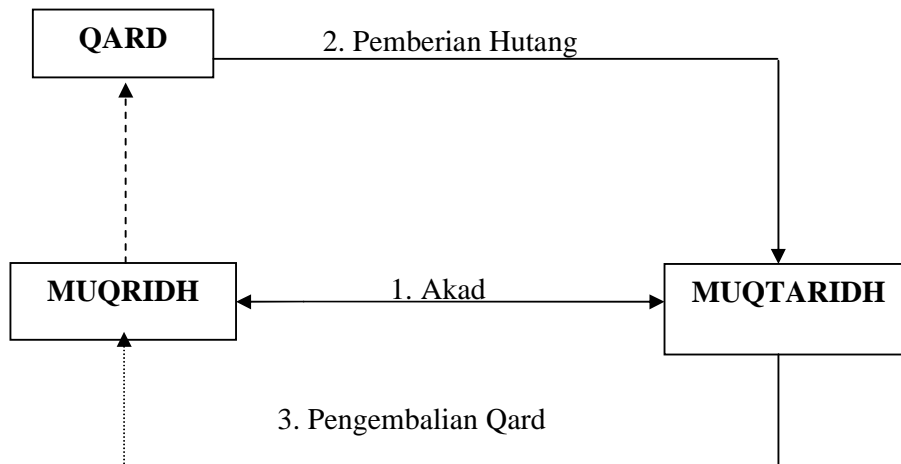 QARD
2. Pemberian Hutang
MUQRIDH
1. Akad
MUQTARIDH
3. Pengembalian Qard